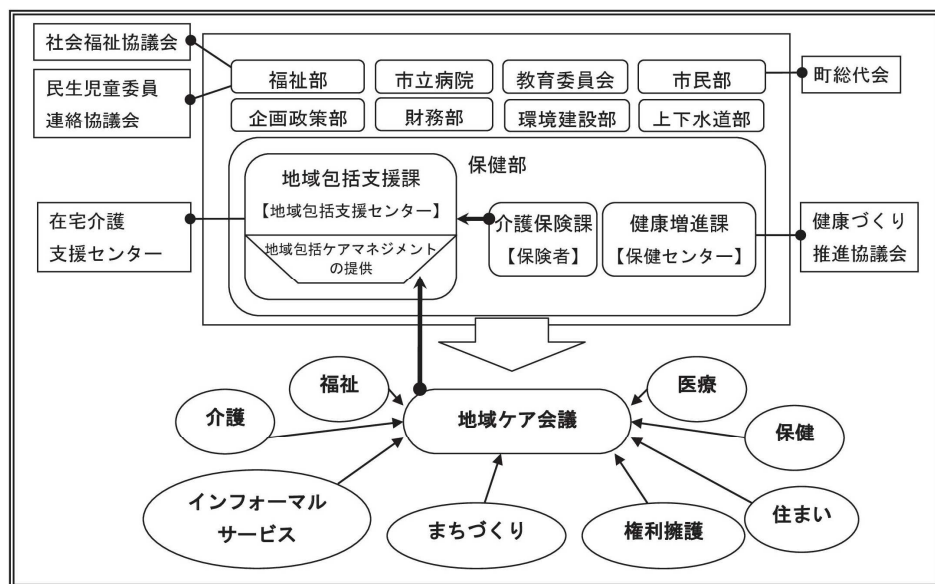 社会福祉協議会
民生児童委員
連絡協議会
福祉部
市立病院
教育委員会
市民部
町総代会
企画政策部
財務部
環境建設部
上下水道部
保健部
地域包括支援課
【地域包括支援センター】
地域包括ケアマネジメント
の提供
介護保険課
【保険者】
健康増進課
【保健センター】
在宅介護
支援センター
健康づくり
推進協議会
福祉
医療
介護
地域ケア会議
保健
インフォーマル
サービス
まちづくり
権利擁護
住まい